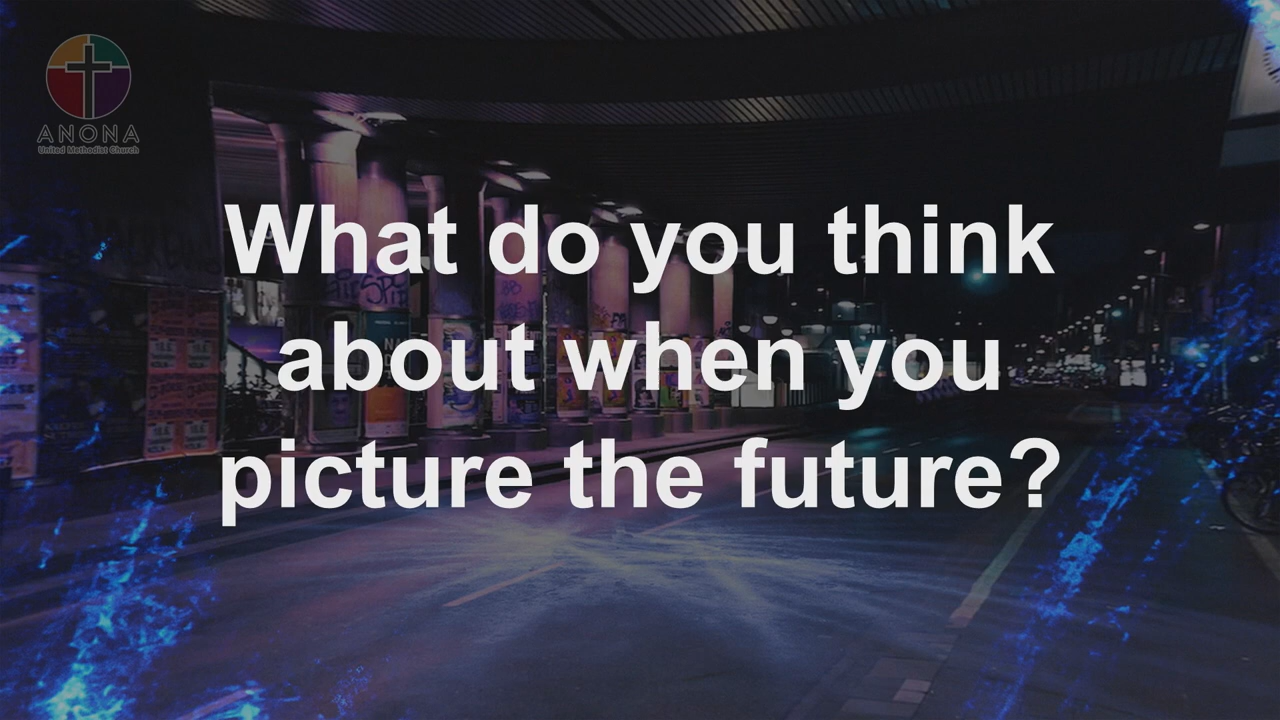 ANONA
United Methodist Church
What do you think
about when you
picture the future?